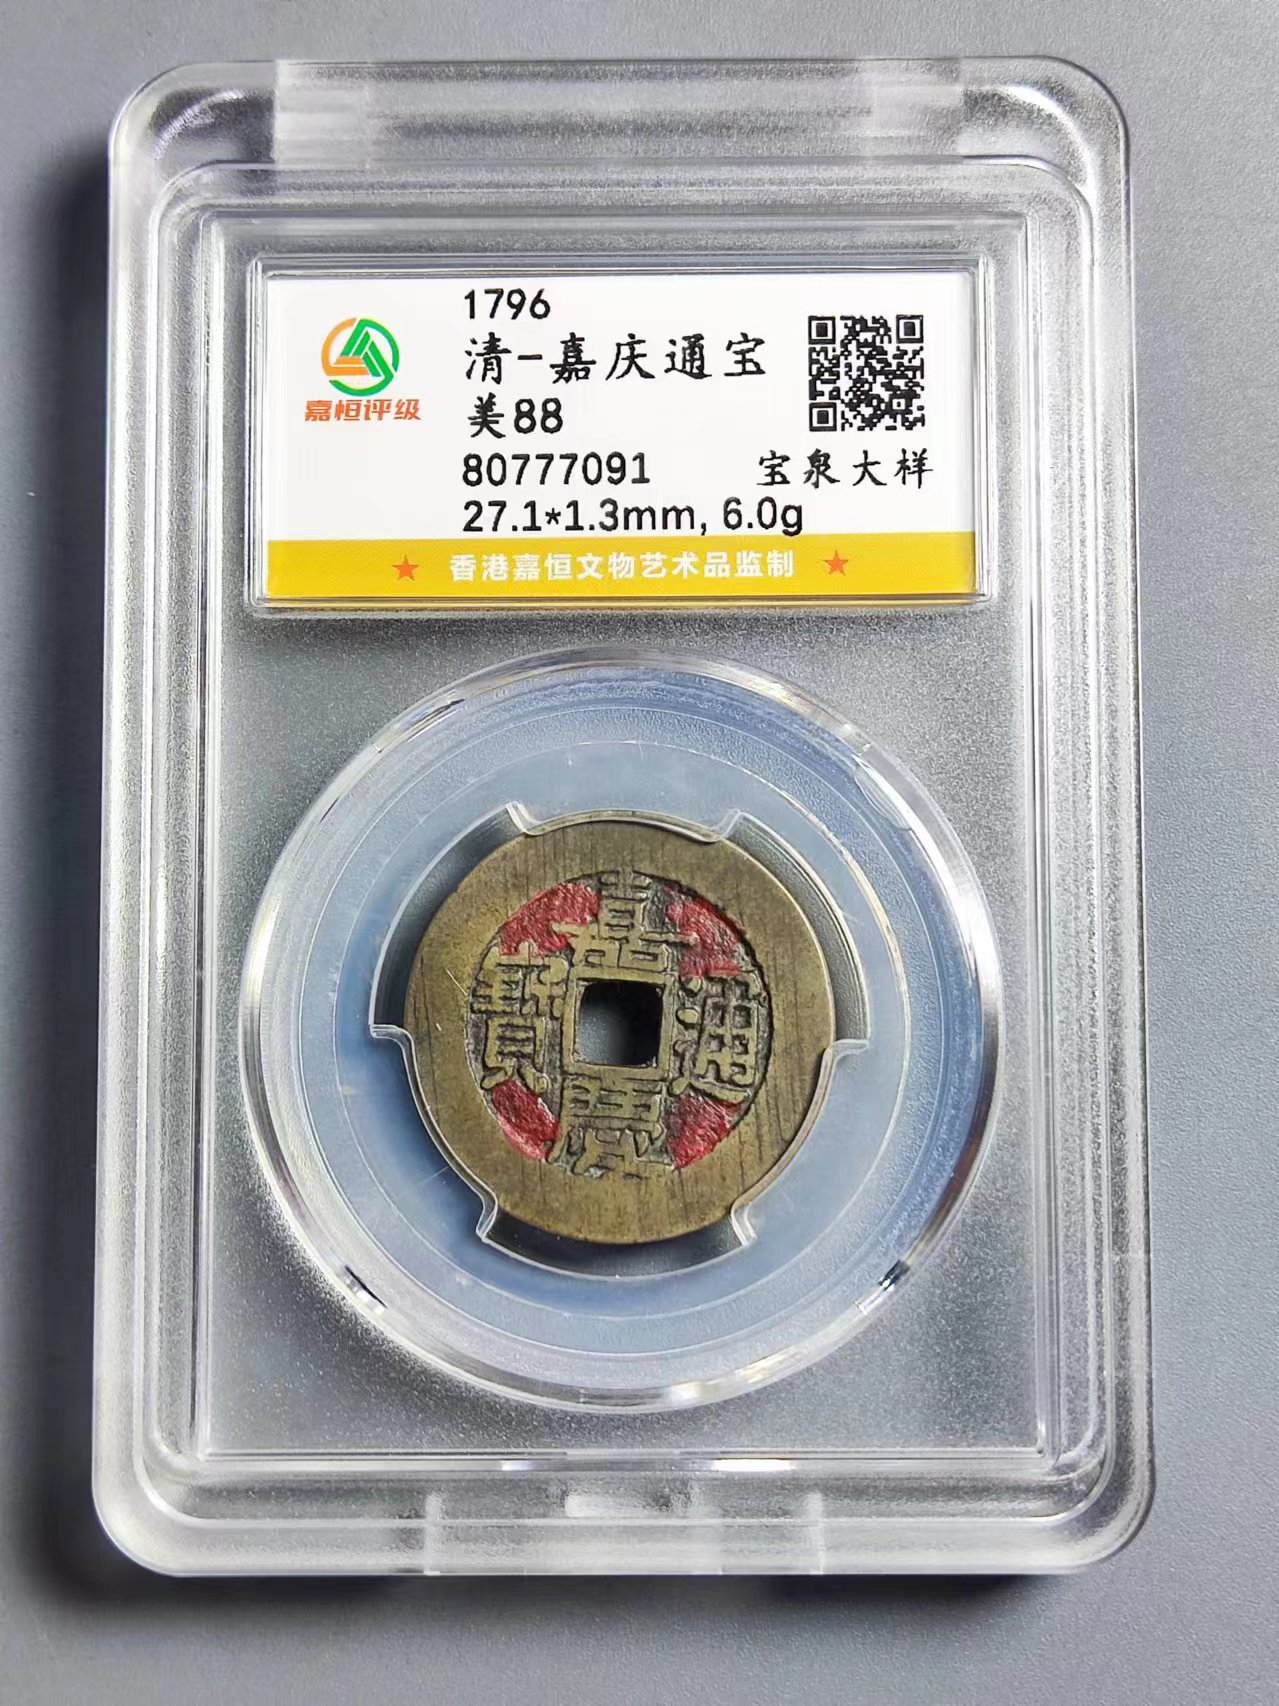 1796
清-嘉庆通宝
美88
80777091 宝泉大样
27.1*1.3mm, 6.0g
嘉恒评级
★ 香港嘉恒文物艺术品监制 ★
嘉慶通寶